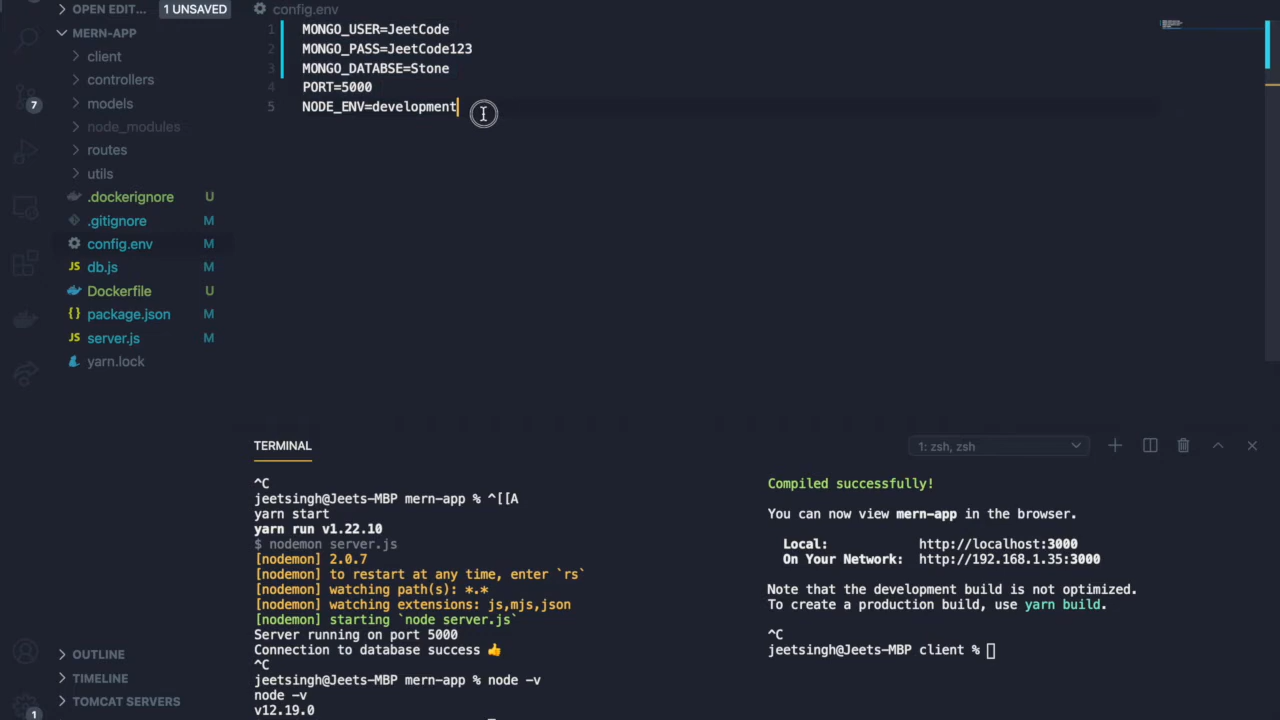 OPEN EDIT...
1 UNSAVED
MERN-APP
client
controllers
models
node_modules
routes
utils
.dockerignore U
.gitignore M
config.env M
JS db.js M
Dockerfile U
{} package.json M
JS server.js M
yarn.lock
OUTLINE
TIMELINE
TOMCAT SERVERS
7
1
config.env
1 MONGO_USER=JeetCode
2 MONGO_PASS=JeetCode123
3 MONGO_DATABSE=Stone
4 PORT=5000
5 NODE_ENV=development
TERMINAL
1: zsh, zsh
^C
jeetsingh@Jeets-MBP mern-app % ^[[A
yarn start
yarn run v1.22.10
$ nodemon server.js
[nodemon] 2.0.7
[nodemon] to restart at any time, enter `rs`
[nodemon] watching path(s): *.*
[nodemon] watching extensions: js,mjs,json
[nodemon] starting `node server.js`
Server running on port 5000
Connection to database success 👍
^C
jeetsingh@Jeets-MBP mern-app % node -v
node -v
v12.19.0
Compiled successfully!
You can now view mern-app in the browser.
Local: http://localhost:3000
On Your Network: http://192.168.1.35:3000
Note that the development build is not optimized.
To create a production build, use yarn build.
^C
jeetsingh@Jeets-MBP client %